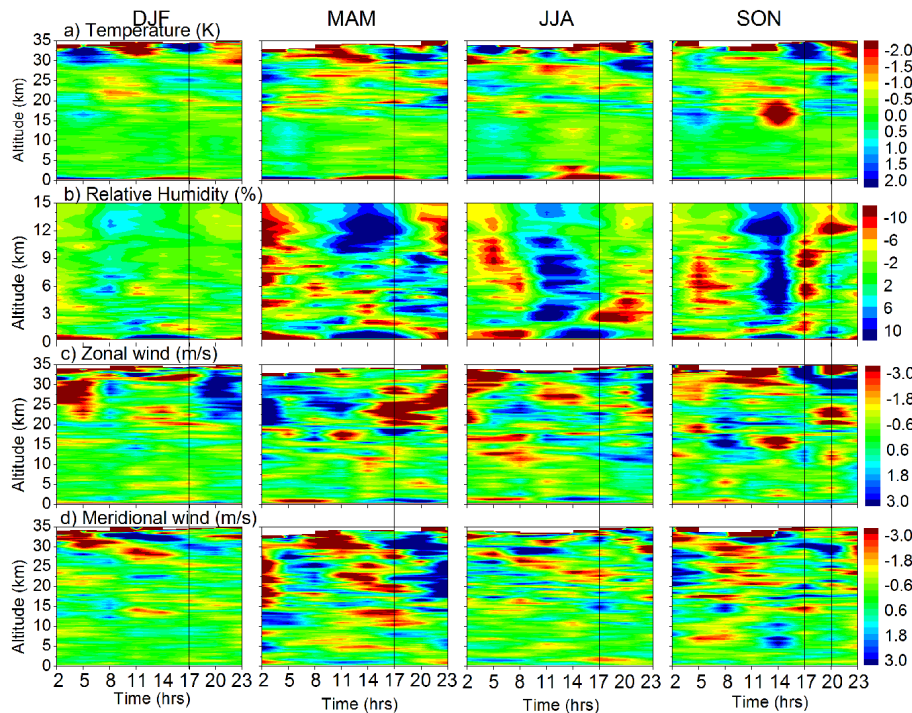 DJF MAM JJA SON
a) Temperature (K)
35 30 25 20 15 10 5 0
Altitude (km)
-2.0 -1.5 -1.0 -0.5 0.0 0.5 1.0 1.5 2.0
b) Relative Humidity (%)
15 12 9 6 3 0
Altitude (km)
-10 -6 -2 2 6 10
c) Zonal wind (m/s)
35 30 25 20 15 10 5 0
Altitude (km)
-3.0 -1.8 -0.6 0.6 1.8 3.0
d) Meridional wind (m/s)
35 30 25 20 15 10 5 0
Altitude (km)
-3.0 -1.8 -0.6 0.6 1.8 3.0
2 5 8 11 14 17 20 23 2 5 8 11 14 17 20 23 2 5 8 11 14 17 20 23 2 5 8 11 14 17 20 23
Time (hrs) Time (hrs) Time (hrs) Time (hrs)